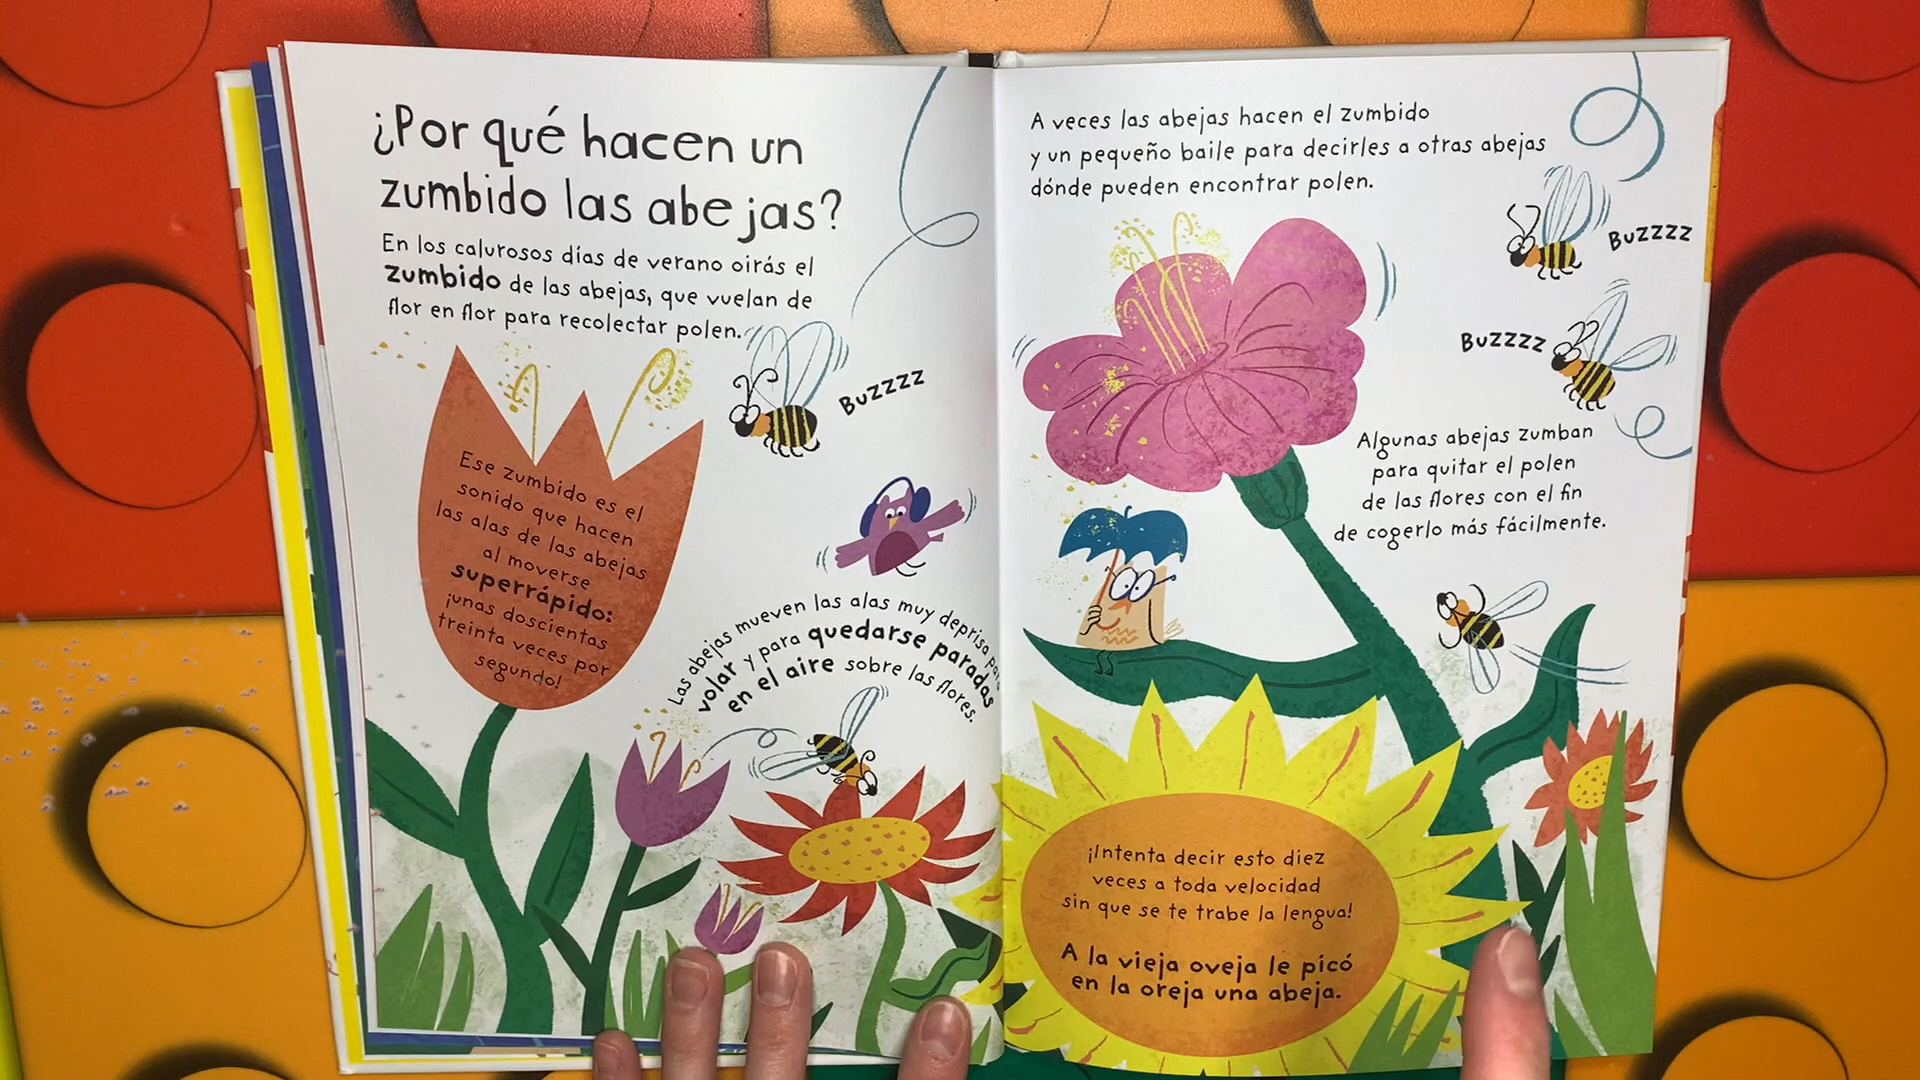 ¿Por qué hacen un
zumbido las abejas?
En los calurosos días de verano oirás el
zumbido de las abejas, que vuelan de
flor en flor para recolectar polen.
Buzzzz
Ese zumbido es el
sonido que hacen
las alas de las abejas
al moverse
superrápido:
¡unas doscientas
treinta veces por
segundo!
Las abejas mueven las alas muy deprisa para
volar y para quedarse paradas
en el aire sobre las flores.
A veces las abejas hacen el zumbido
y un pequeño baile para decirles a otras abejas
dónde pueden encontrar polen.
Buzzzz
Buzzzz
Algunas abejas zumban
para quitar el polen
de las flores con el fin
de cogerlo más fácilmente.
¡Intenta decir esto diez
veces a toda velocidad
sin que se te trabe la lengua!
A la vieja oveja le picó
en la oreja una abeja.